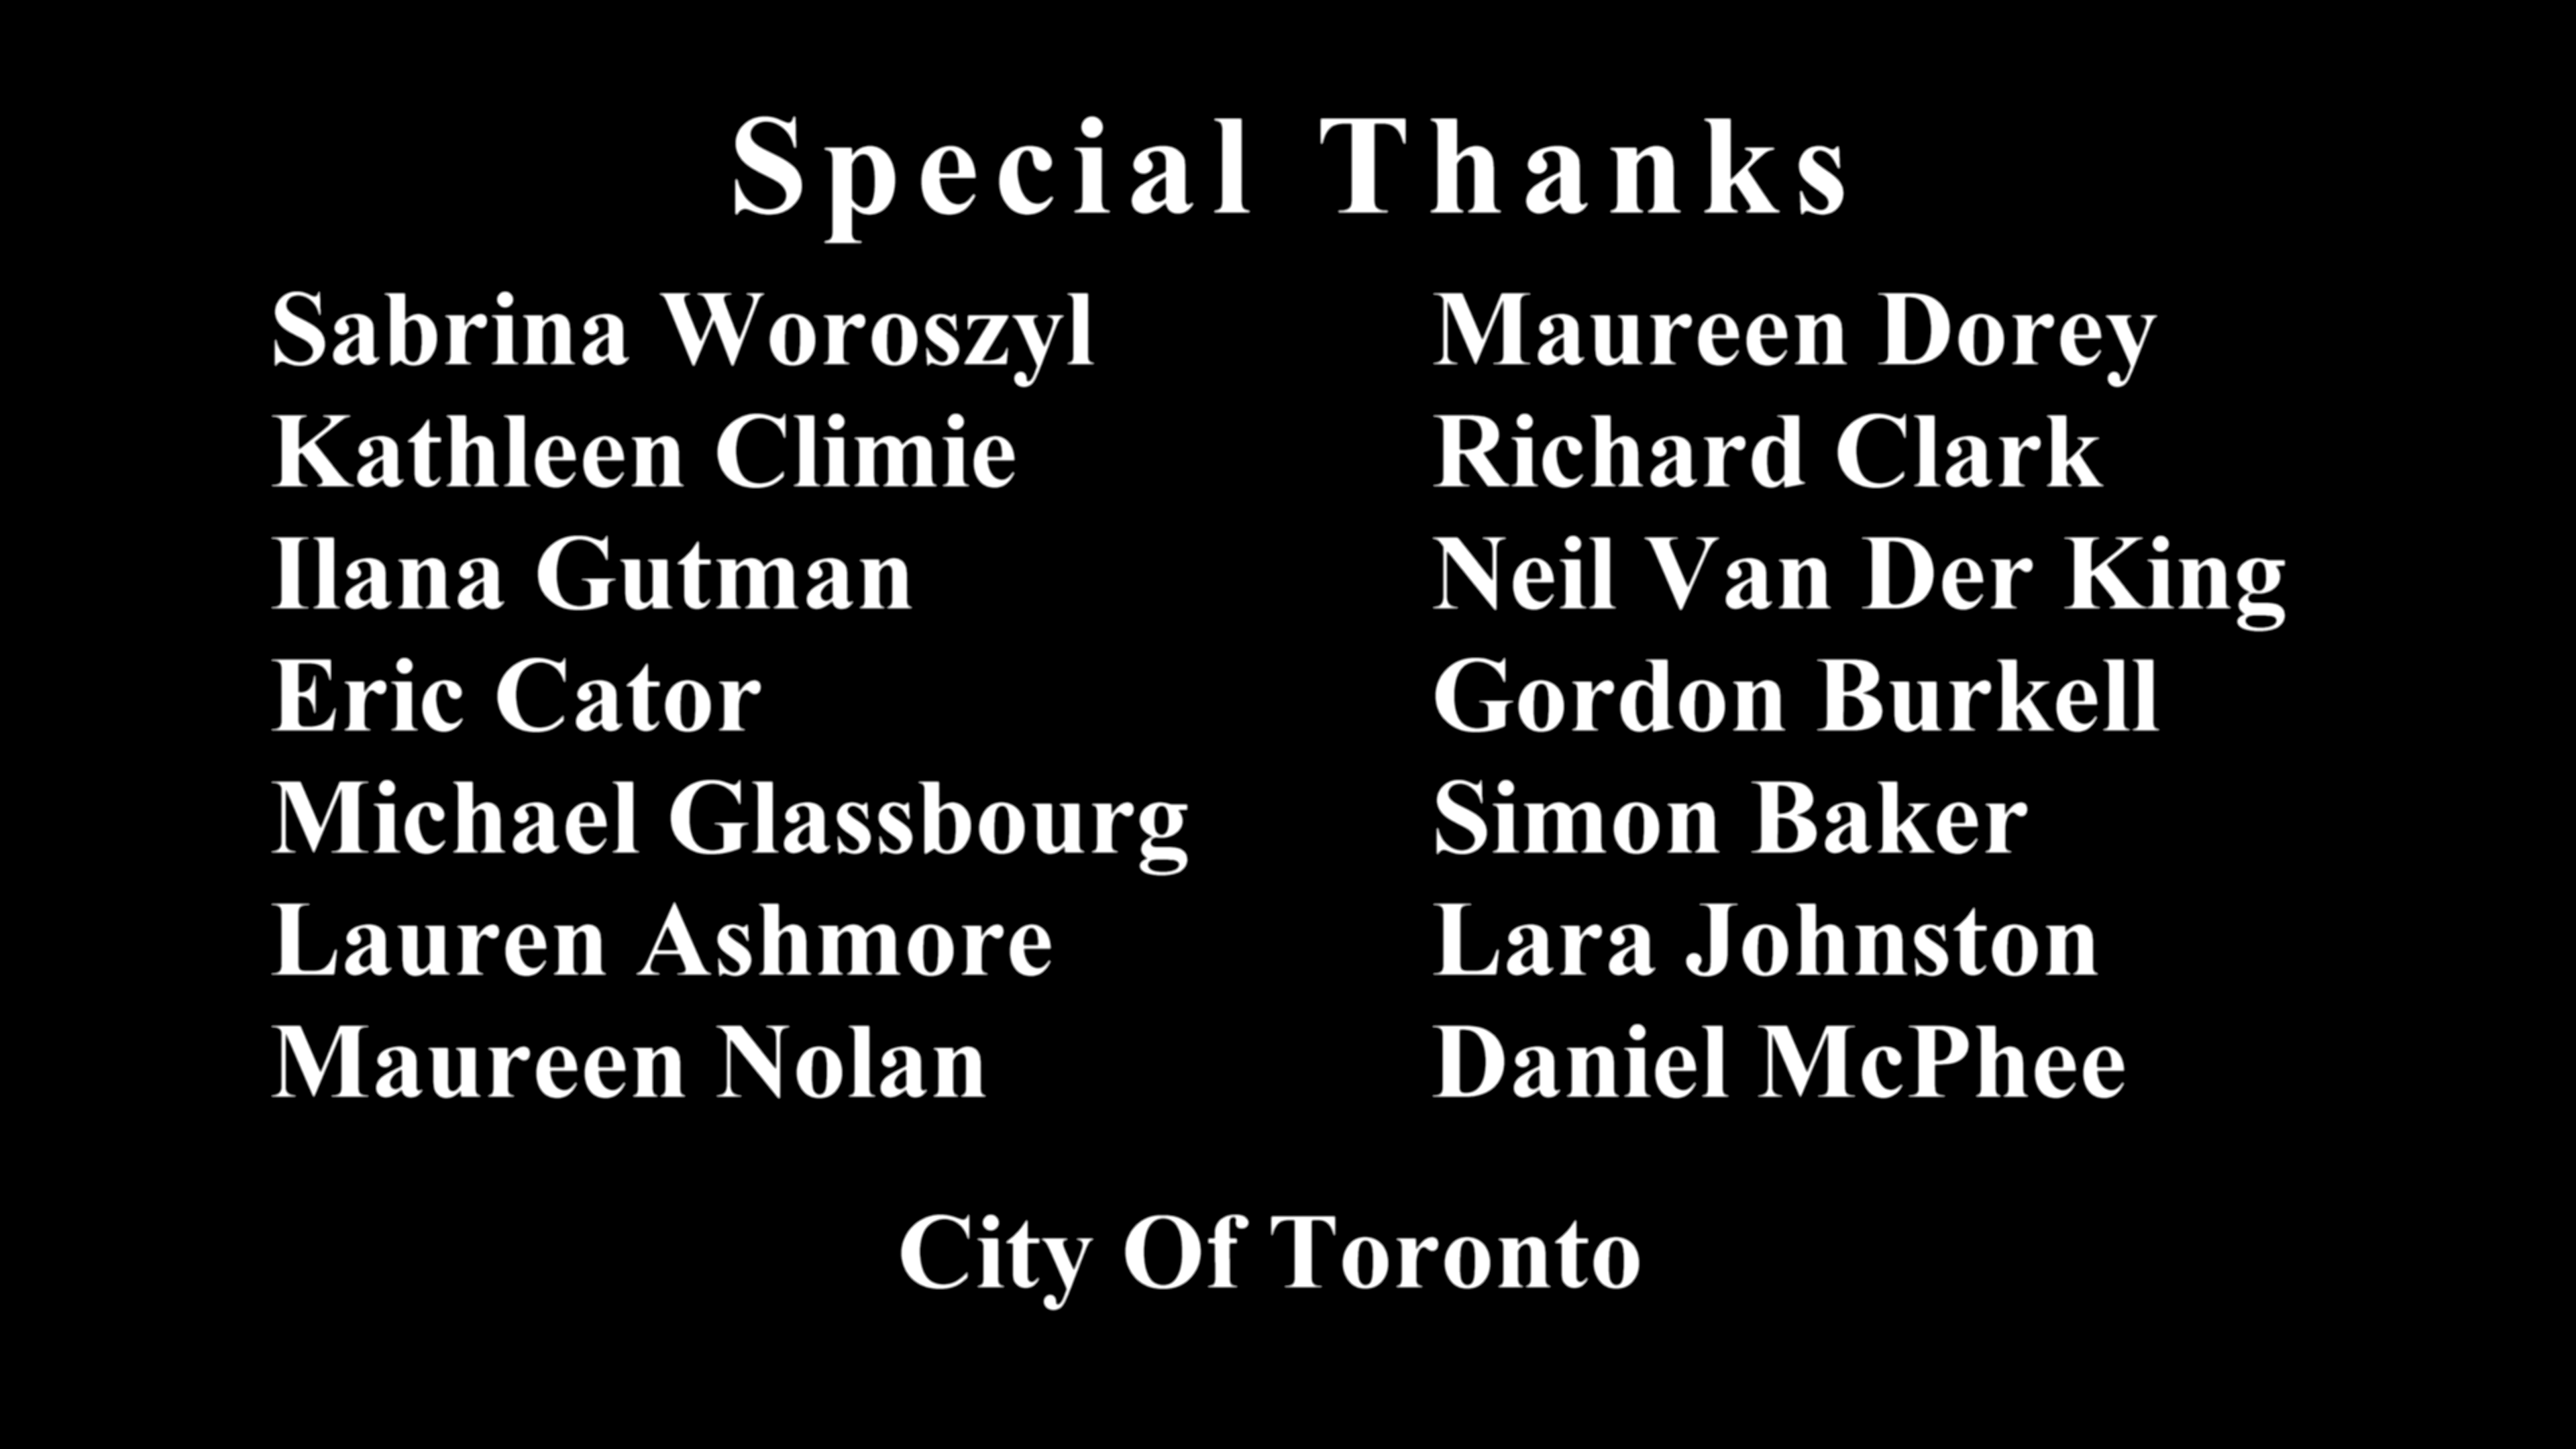 Special Thanks
Sabrina Woroszyl
Kathleen Climie
Ilana Gutman
Eric Cator
Michael Glassbourg
Lauren Ashmore
Maureen Nolan
Maureen Dorey
Richard Clark
Neil Van Der King
Gordon Burkell
Simon Baker
Lara Johnston
Daniel McPhee
City Of Toronto